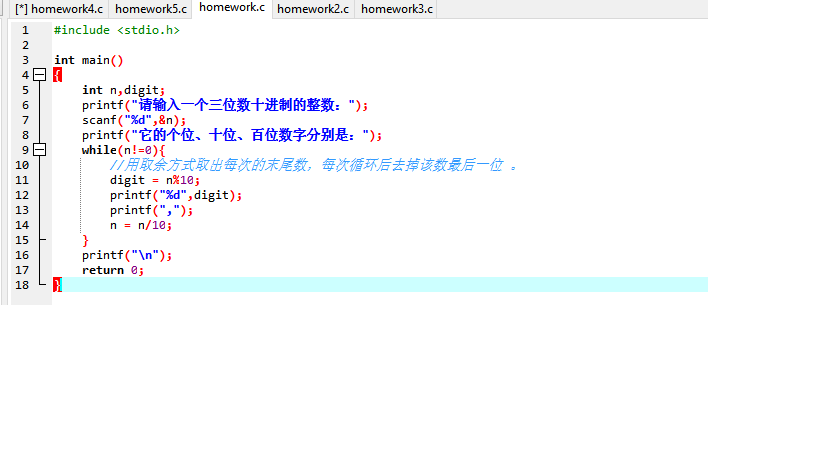 [*] homework4.c homework5.c homework.c homework2.c homework3.c
1 #include <stdio.h>
2
3 int main()
4 {
5 int n,digit;
6 printf("请输入一个三位数十进制的整数：");
7 scanf("%d",&n);
8 printf("它的个位、十位、百位数字分别是：");
9 while(n!=0){
10 //用取余方式取出每次的末尾数，每次循环后去掉该数最后一位 。
11 digit = n%10;
12 printf("%d",digit);
13 printf(",");
14 n = n/10;
15 }
16 printf("\n");
17 return 0;
18 }